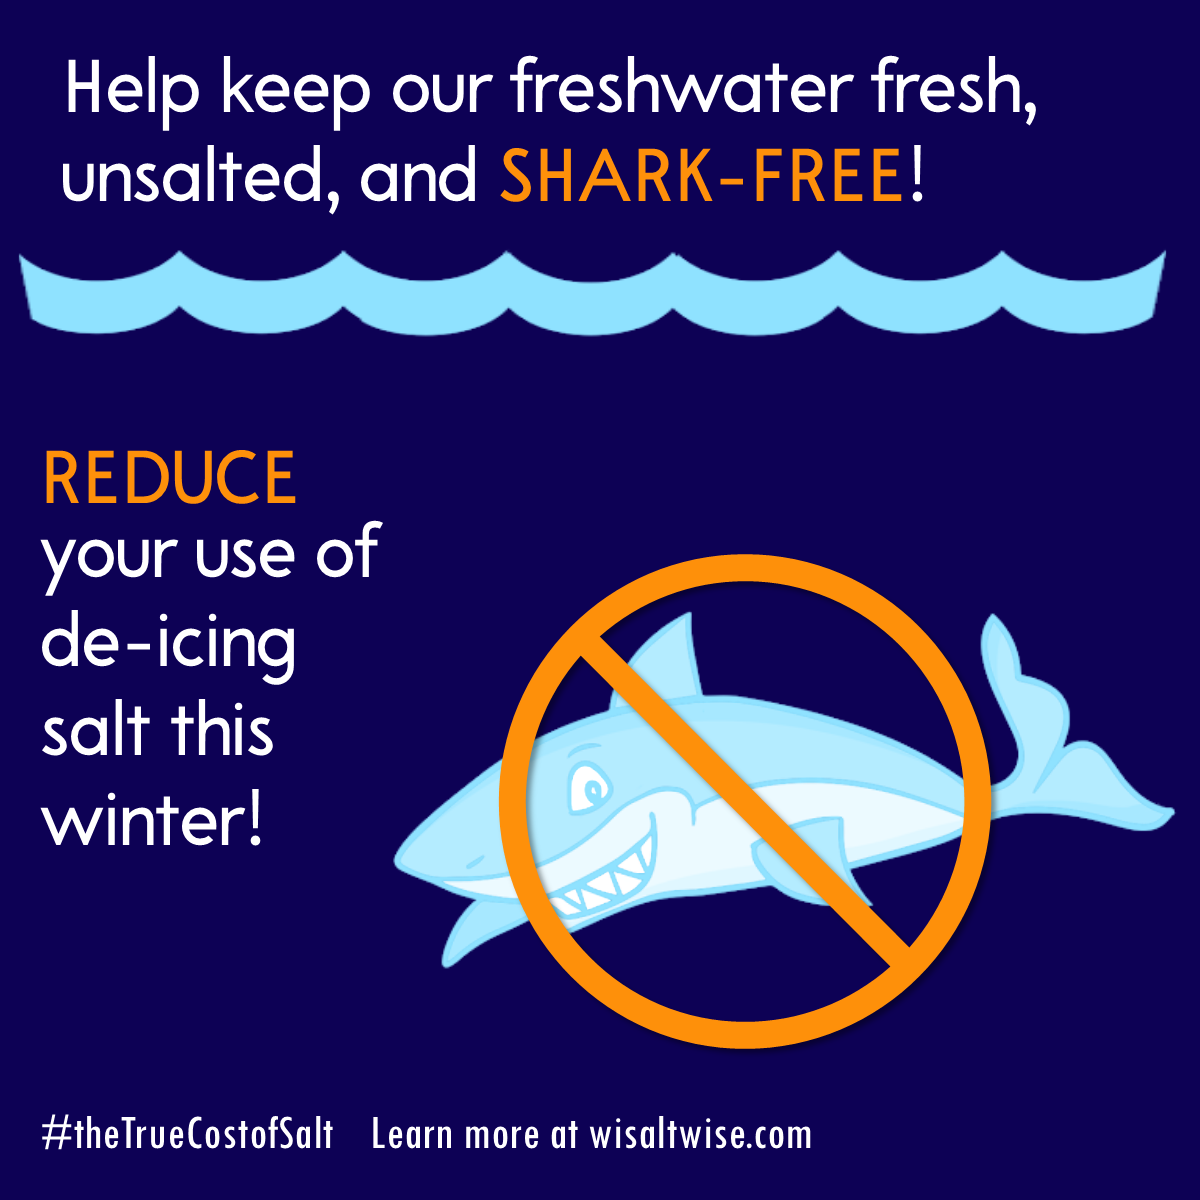 Help keep our freshwater fresh,
unsalted, and SHARK-FREE!
REDUCE
your use of
de-icing
salt this
winter!
#theTrueCostofSalt Learn more at wisaltwise.com